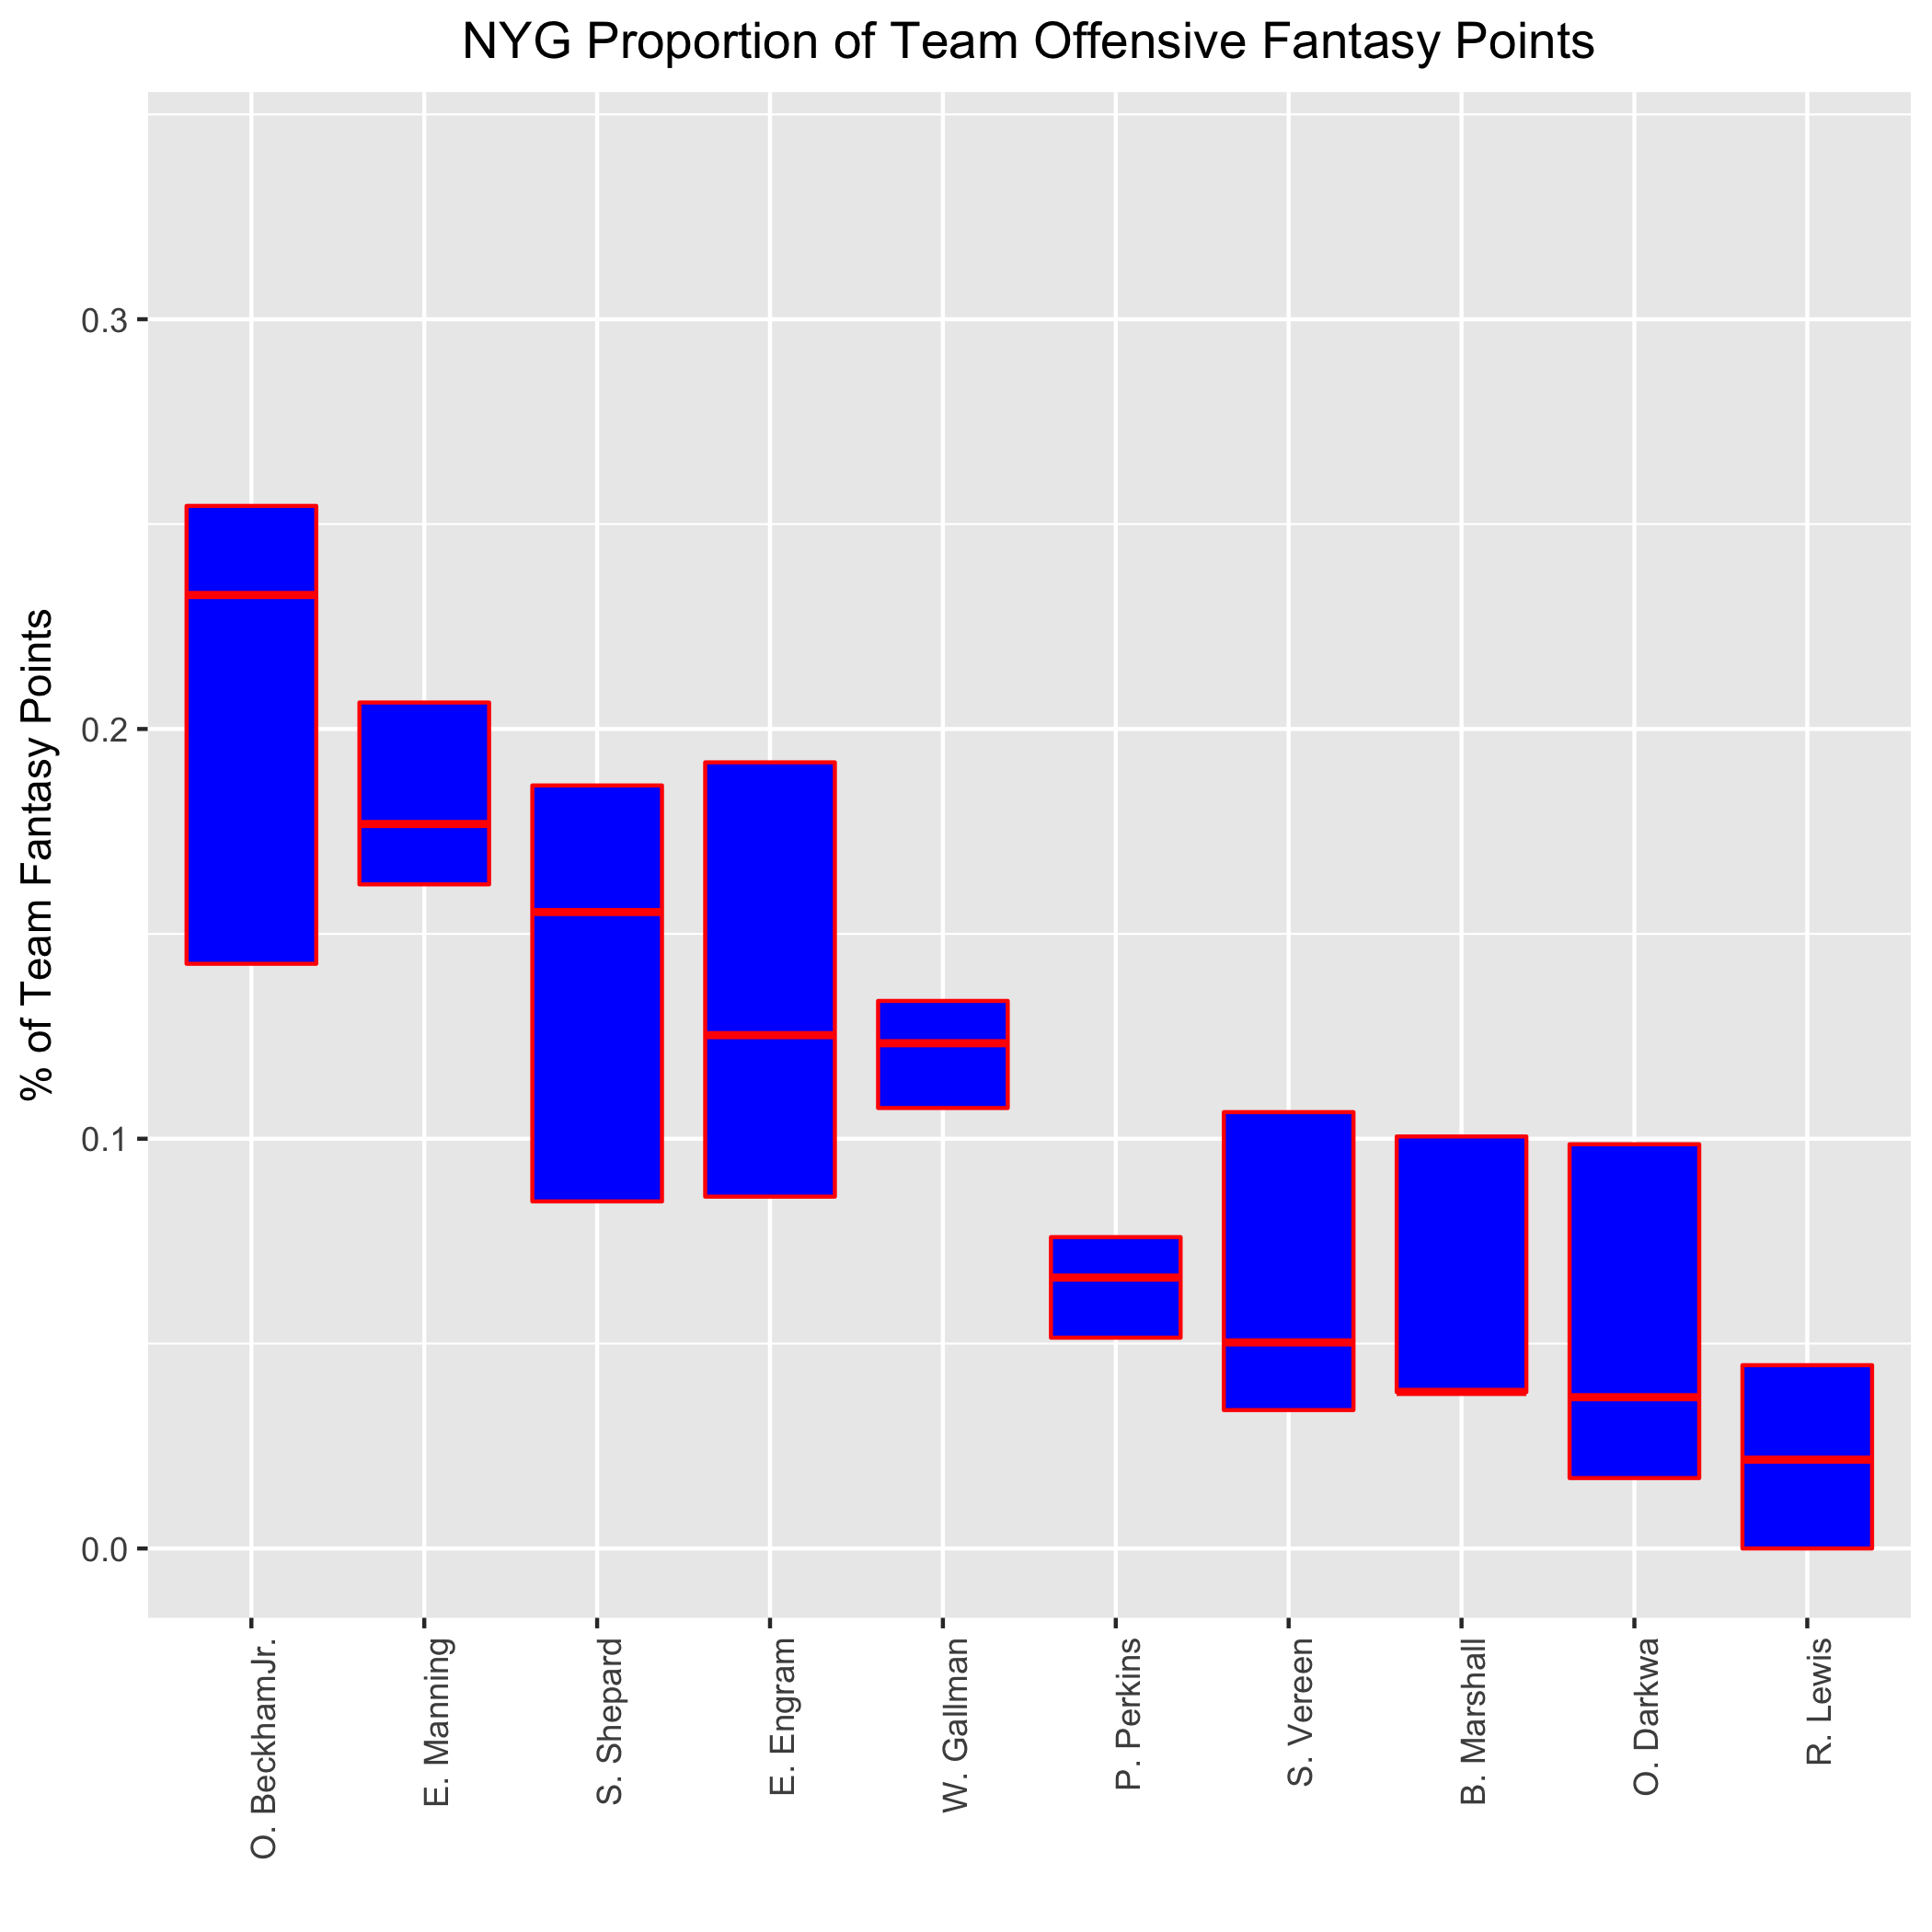 NYG Proportion of Team Offensive Fantasy Points
% of Team Fantasy Points
0.3
0.2
0.1
0.0
O. BeckhamJr.
E. Manning
S. Shepard
E. Engram
W. Gallman
P. Perkins
S. Vereen
B. Marshall
O. Darkwa
R. Lewis